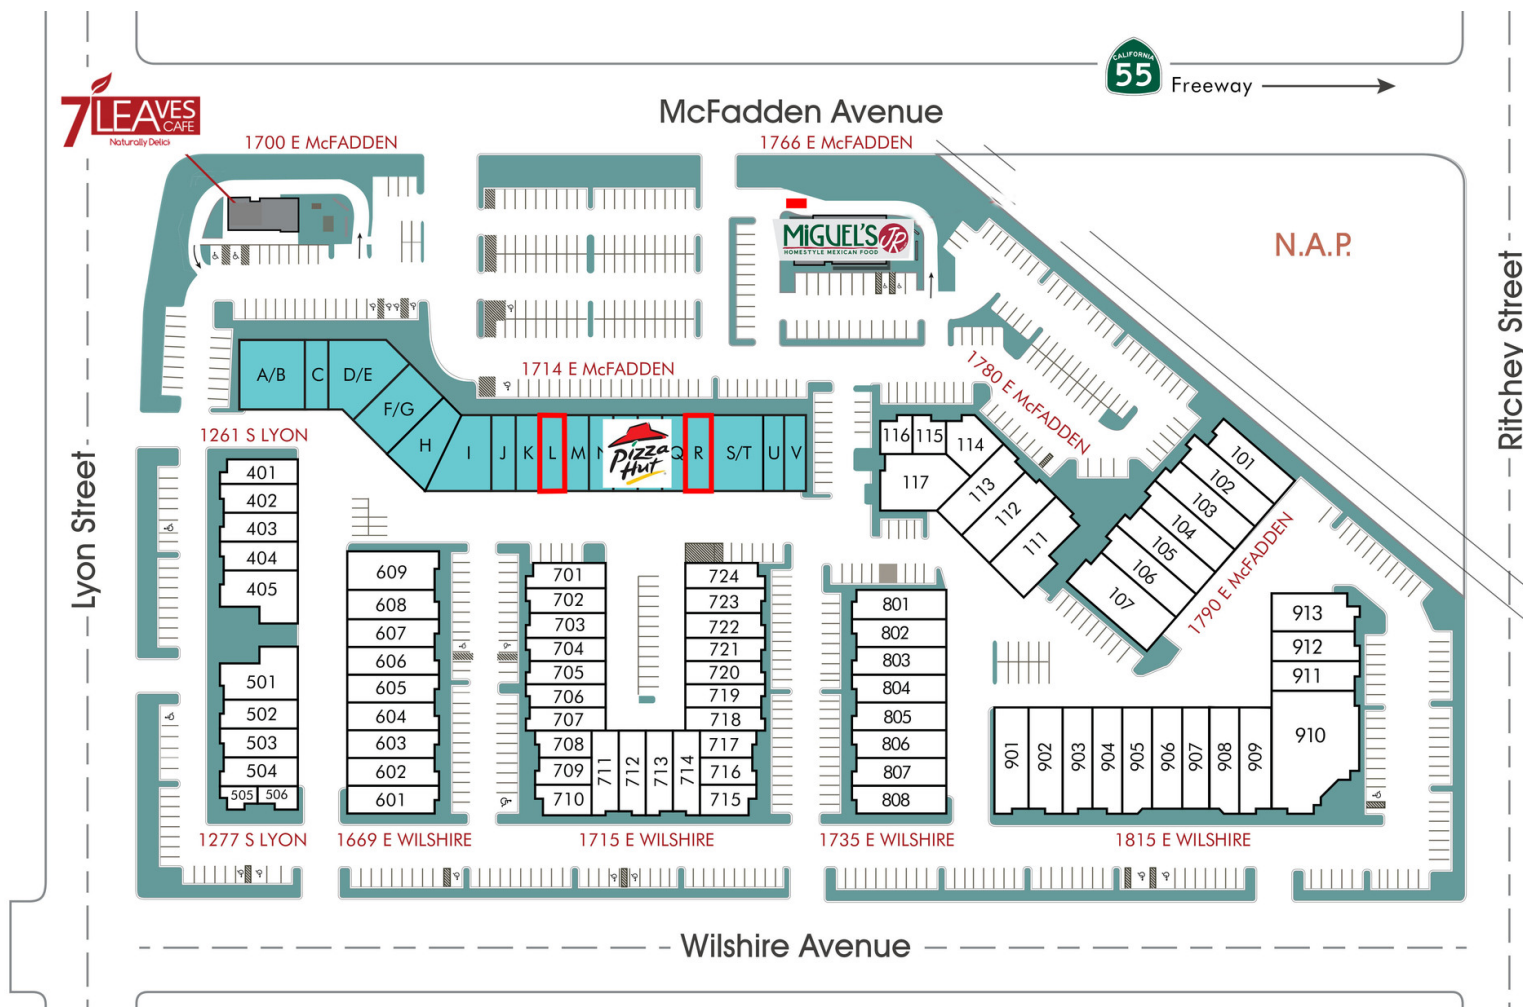 CALIFORNIA
55
Freeway
7 LEAVES
CAFE
Naturally Delici
McFadden Avenue
1700 E McFADDEN
1766 E McFADDEN
MiGUEL'S JR
HOMESTYLE MEXICAN FOOD
N.A.P.
Ritchey Street
Lyon Street
1714 E McFADDEN
1780 E McFADDEN
A/B
C
D/E
F/G
H
I
J
K
L
M
Pizza
Hut
Q
R
S/T
U
V
116
115
114
117
113
112
111
101
102
103
104
105
106
107
1790 E McFADDEN
1261 S LYON
401
402
403
404
405
501
502
503
504
505
506
1277 S LYON
609
608
607
606
605
604
603
602
601
1669 E WILSHIRE
701
702
703
704
705
706
707
708
709
710
711
712
713
714
724
723
722
721
720
719
718
717
716
715
1715 E WILSHIRE
801
802
803
804
805
806
807
808
1735 E WILSHIRE
913
912
911
910
901
902
903
904
905
906
907
908
909
1815 E WILSHIRE
Wilshire Avenue